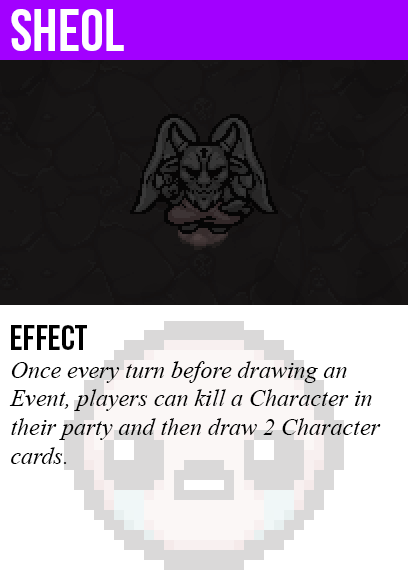 SHEOL
EFFECT
Once every turn before drawing an
Event, players can kill a Character in
their party and then draw 2 Character
cards.